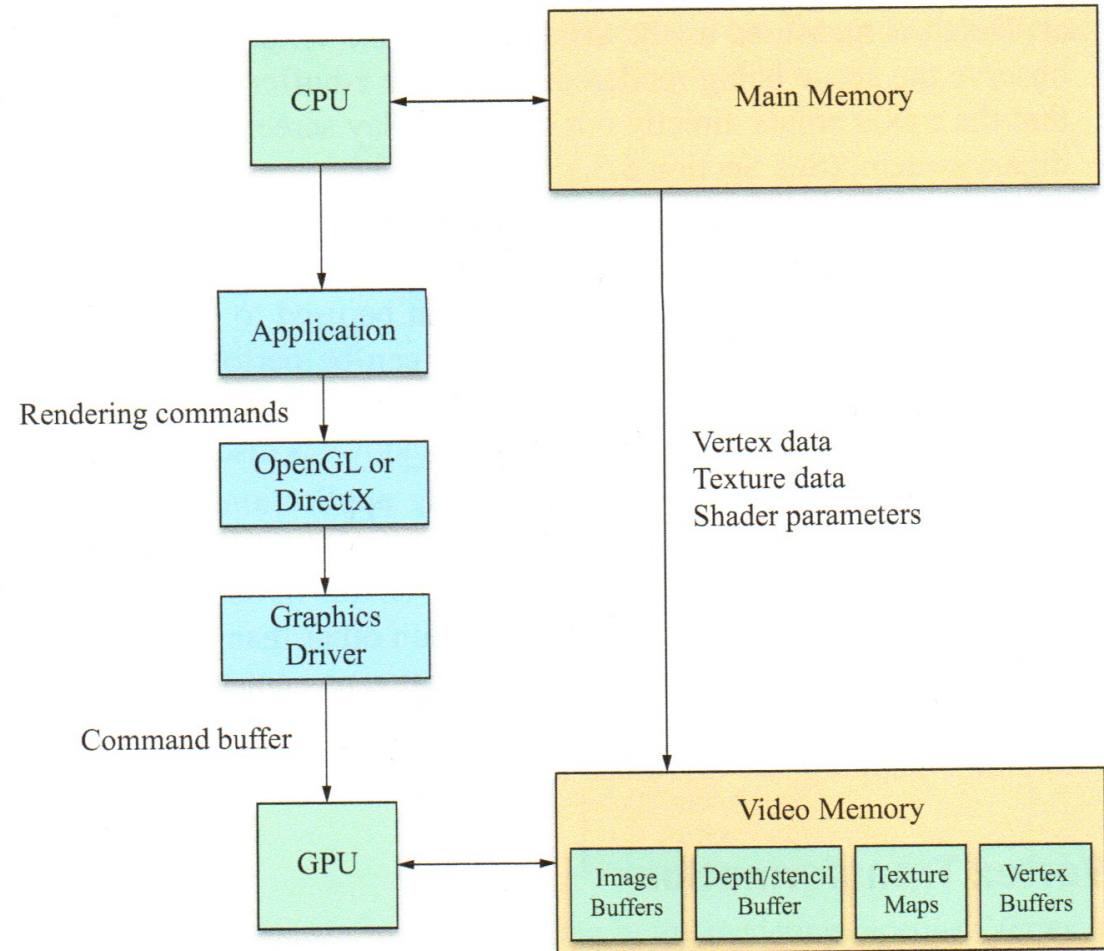 CPU
Main Memory
Application
Rendering commands
OpenGL or
DirectX
Vertex data
Texture data
Shader parameters
Graphics
Driver
Command buffer
GPU
Video Memory
Image
Buffers
Depth/stencil
Buffer
Texture
Maps
Vertex
Buffers